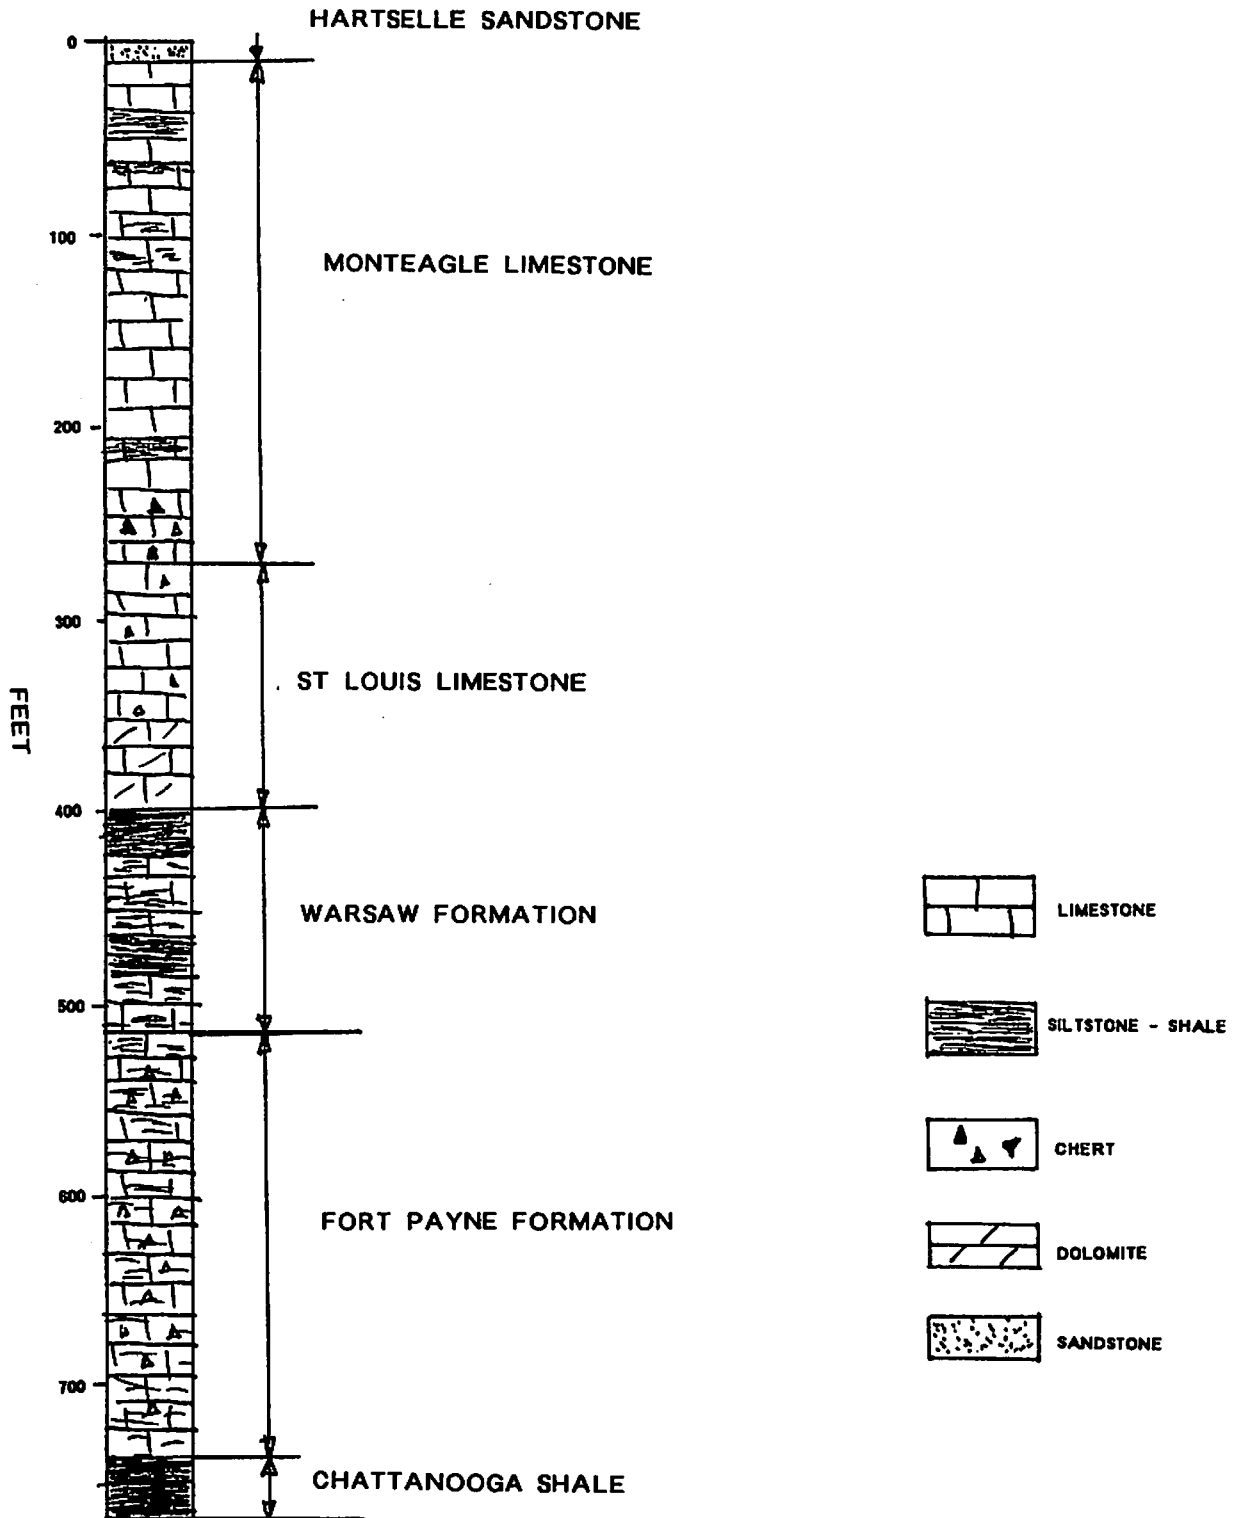 HARTSELLE SANDSTONE
0
100
MONTEAGLE LIMESTONE
200
300
ST LOUIS LIMESTONE
FEET
400
WARSAW FORMATION
LIMESTONE
500
SILTSTONE - SHALE
CHERT
600
FORT PAYNE FORMATION
DOLOMITE
SANDSTONE
700
CHATTANOOGA SHALE